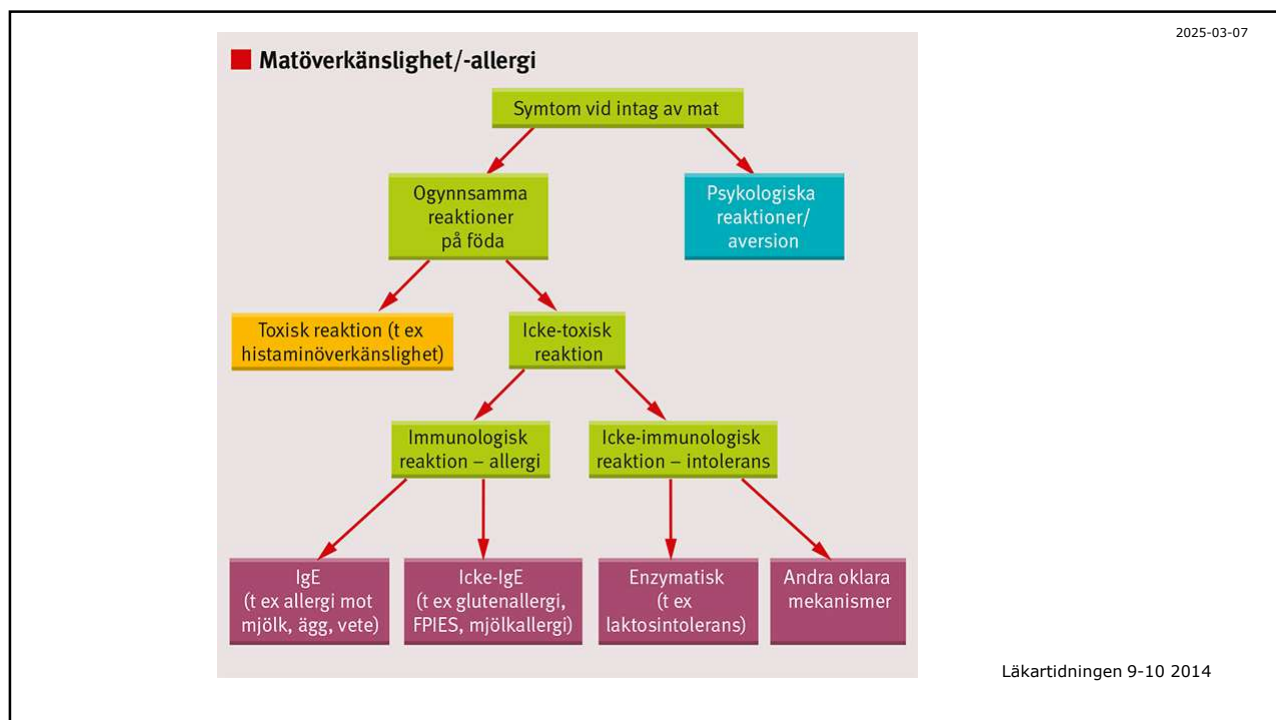 2025-03-07
Matöverkänslighet/-allergi
Symtom vid intag av mat
Ogynnsamma
reaktioner
på föda
Psykologiska
reaktioner/
aversion
Toxisk reaktion (t ex
histaminöverkänslighet)
Icke-toxisk
reaktion
Immunologisk
reaktion – allergi
Icke-immunologisk
reaktion – intolerans
IgE
(t ex allergi mot
mjölk, ägg, vete)
Icke-IgE
(t ex glutenallergi,
FPIES, mjölkallergi)
Enzymatisk
(t ex
laktosintolerans)
Andra oklara
mekanismer
Läkartidningen 9-10 2014